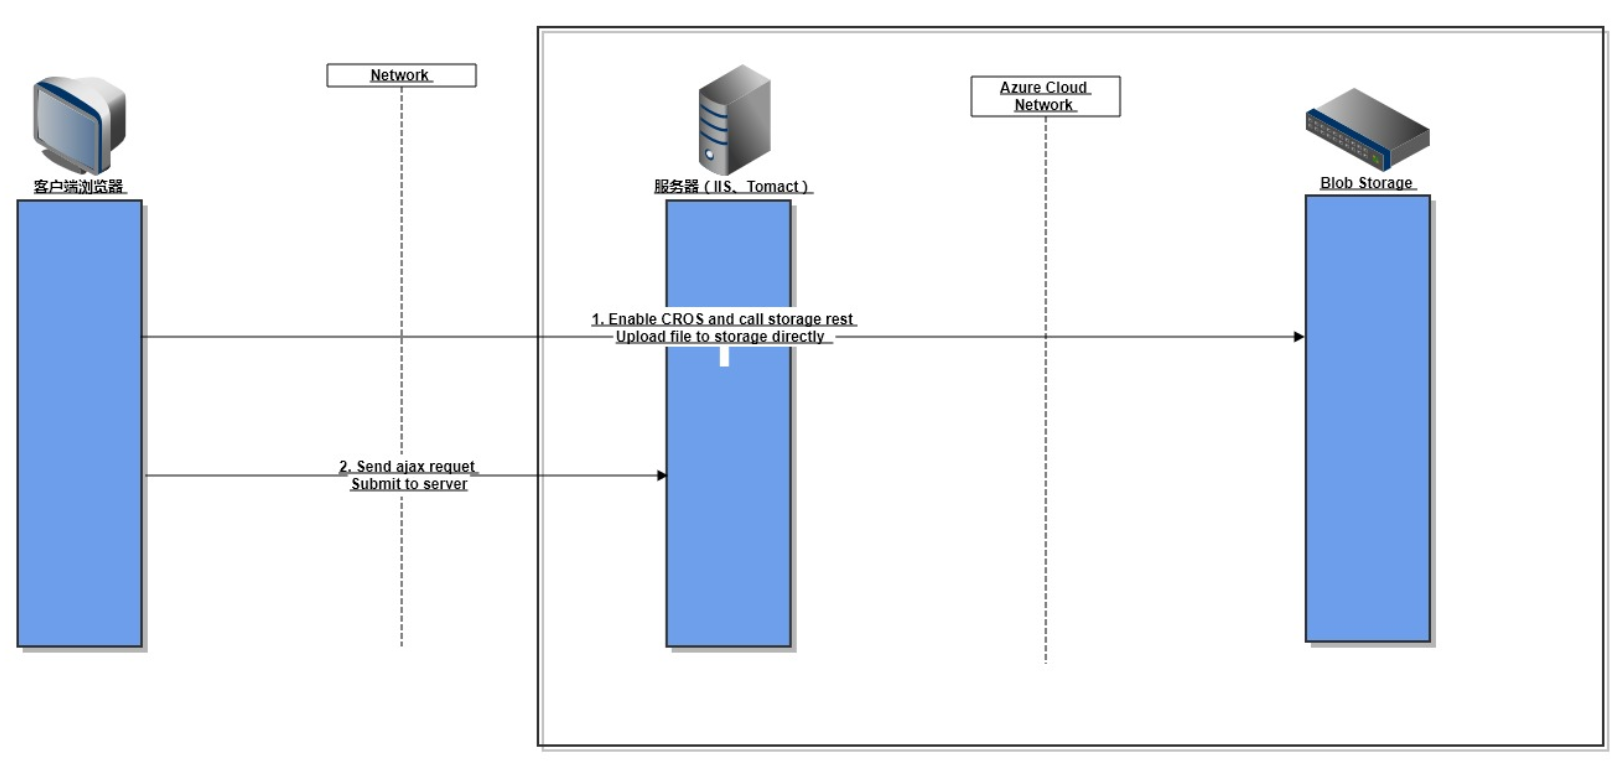 Network
Azure Cloud
Network
客户端浏览器
服务器（IIS、Tomact）
Blob Storage
1. Enable CROS and call storage rest
Upload file to storage directly
2. Send ajax requet
Submit to server